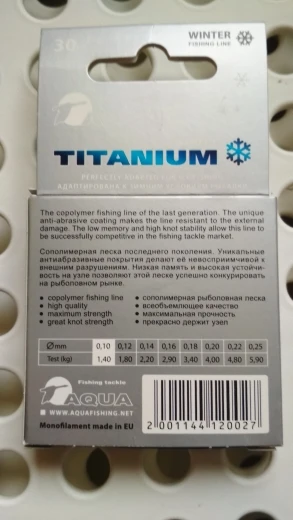 30
WINTER
FISHING LINE
TITANIUM
The copolymer fishing line of the last generation. The unique
anti-abrasive coating makes the line resistant to the external
damage. The low memory and high knot stability allow this line to
be successfully competitive in the fishing tackle market.
Сополимерная леска последнего поколения. Уникальные
антиабразивные покрытия делают её невосприимчивой к
внешним разрушениям. Низкая память и высокая устойчи-
вость на узле позволяют этой леске успешно конкурировать
на рыболовном рынке.
• copolymer fishing line • сополимерная рыболовная леска
• high quality • всеобъемлющее качество
• maximum strength • максимальная прочность
• great knot strength • прекрасно держит узел
Ømm 0,10 0,12 0,14 0,16 0,18 0,20 0,22 0,25
Test (kg) 1,40 1,80 2,20 2,90 3,40 4,00 4,80 5,90
Fishing tackle
AQUA
WWW.AQUAFISHING.NET
Monofilament made in EU
2 001144 120027